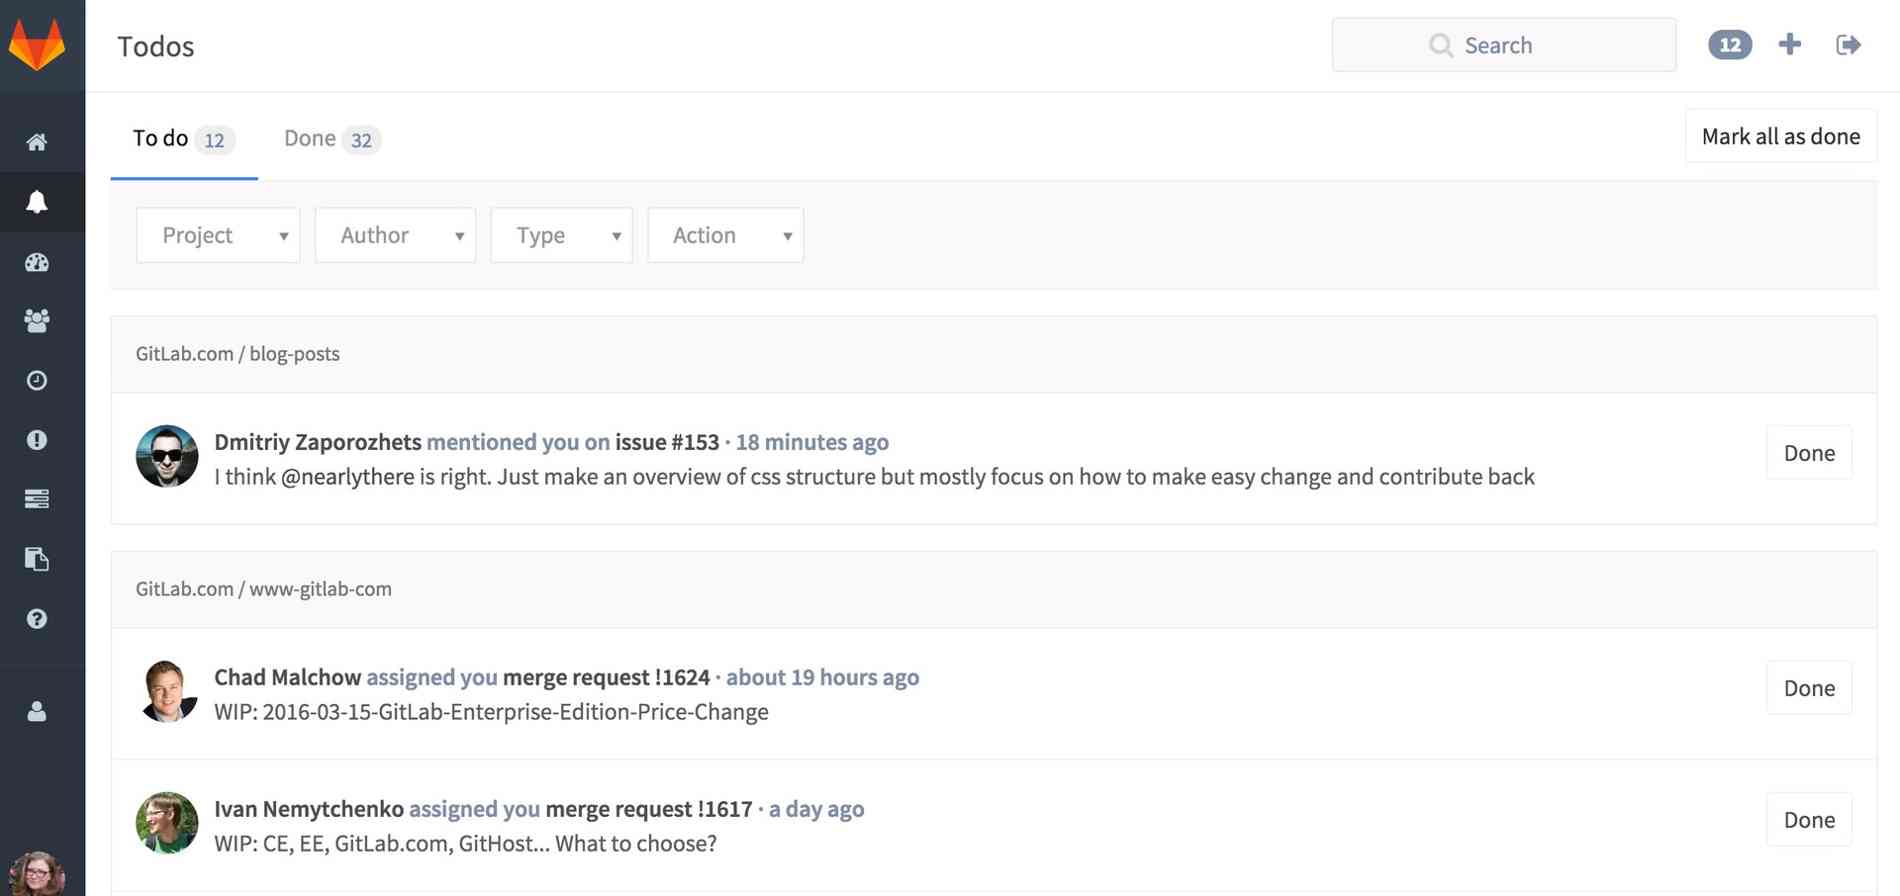 Todos
Search
12
To do 12
Done 32
Mark all as done
Project
Author
Type
Action
GitLab.com / blog-posts
Dmitriy Zaporozhets mentioned you on issue #153 · 18 minutes ago
I think @nearlythere is right. Just make an overview of css structure but mostly focus on how to make easy change and contribute back
Done
GitLab.com / www-gitlab-com
Chad Malchow assigned you merge request !1624 · about 19 hours ago
WIP: 2016-03-15-GitLab-Enterprise-Edition-Price-Change
Done
Ivan Nemytchenko assigned you merge request !1617 · a day ago
WIP: CE, EE, GitLab.com, GitHost... What to choose?
Done